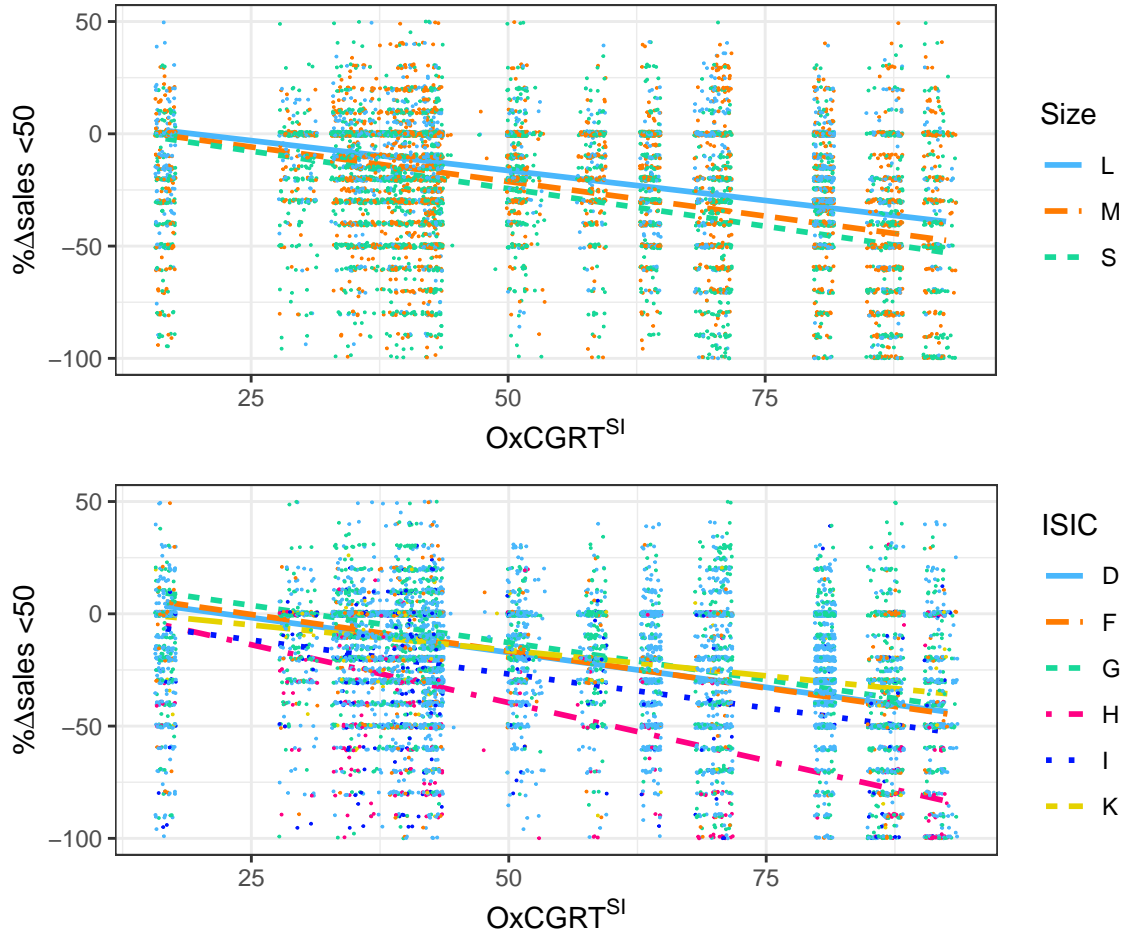 50
0
−50
−100
%Δsales <50
25
50
75
OxCGRT^SI
Size
L
M
S
50
0
−50
−100
%Δsales <50
25
50
75
OxCGRT^SI
ISIC
D
F
G
H
I
K